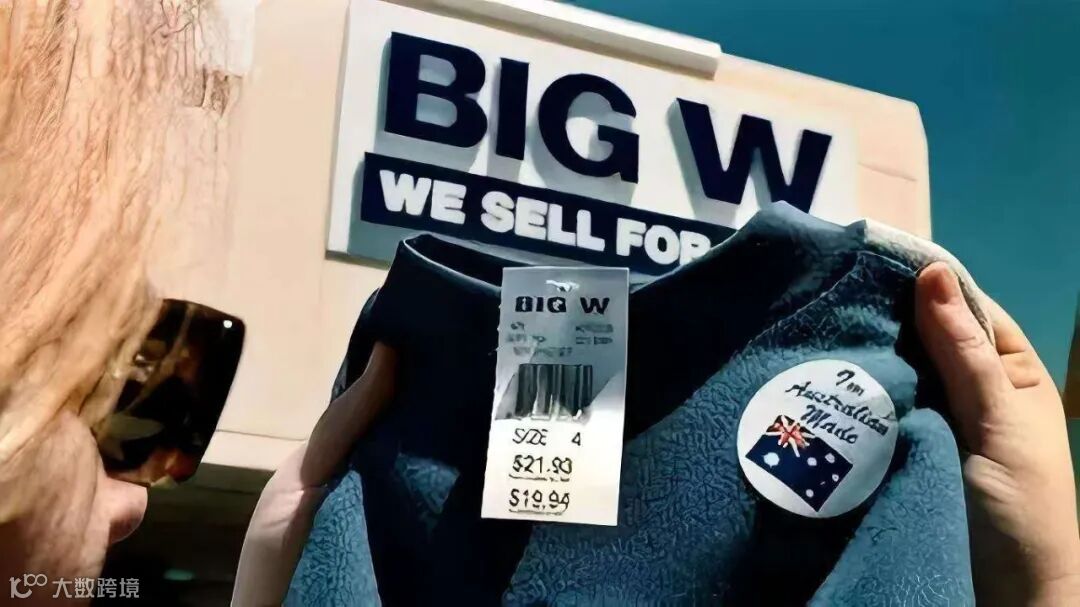 BIG W
WE SELL FOR
BIG W
SIZE 4
$21.93
$19.94
I'm
Australian
Made
大数跨境